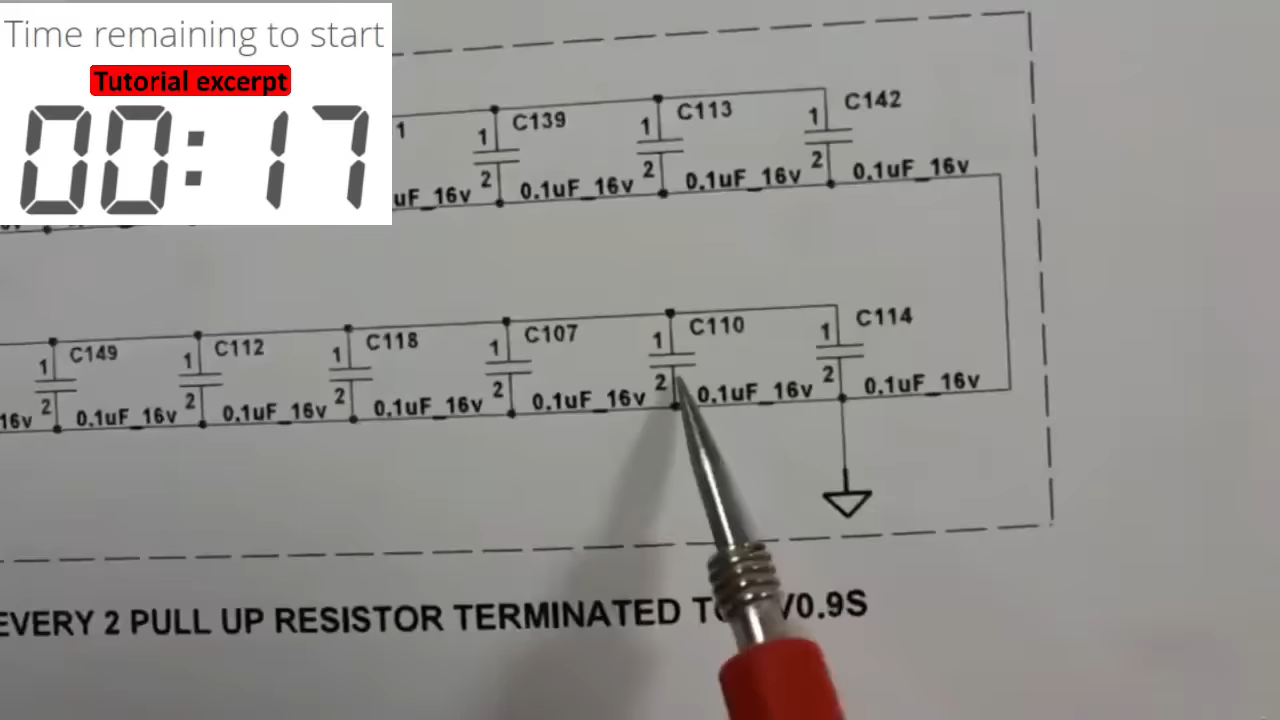 Time remaining to start
Tutorial excerpt
00:17
1
1 C139
1 C113
1 C142
2
2
2
uF_16v
0.1uF_16v
0.1uF_16v
0.1uF_16v
1 C149
1 C112
1 C118
1 C107
1 C110
1 C114
2
2
2
2
2
2
16v
0.1uF_16v
0.1uF_16v
0.1uF_16v
0.1uF_16v
0.1uF_16v
0.1uF_16v
EVERY 2 PULL UP RESISTOR TERMINATED V0.9S